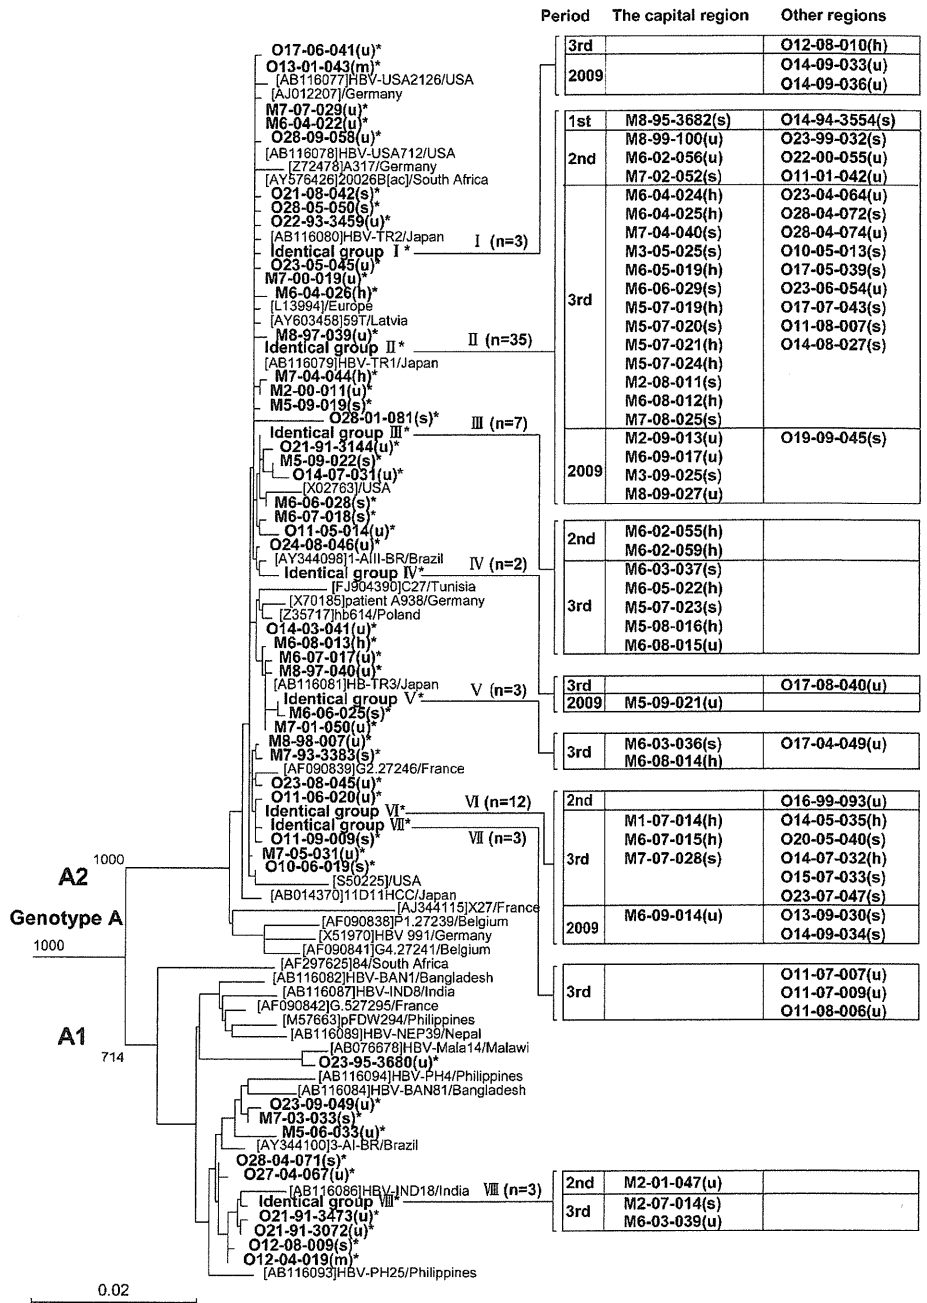 Period The capital region Other regions
O17-06-041(u)*
O13-01-043(m)*
[AB116077]HBV-USA2126/USA
[AJ012207]/Germany
M7-07-029(u)*
M6-04-022(u)*
O28-09-058(u)*
[AB116078]HBV-USA712/USA
[Z72478]A317/Germany
[AY576426]20026B[ac]/South Africa
O21-08-042(s)*
O28-05-050(s)*
O22-93-3459(u)*
[AB116080]HBV-TR2/Japan
Identical group Ⅰ* Ⅰ (n=3)
O23-05-045(u)*
M7-00-019(u)*
M6-04-026(h)*
[L13994]/Europe
[AY603458]59T/Latvia
M8-97-039(u)*
Identical group Ⅱ* Ⅱ (n=35)
[AB116079]HBV-TR1/Japan
M7-04-044(h)*
M2-00-011(u)*
M5-09-019(s)*
O28-01-081(s)*
Identical group Ⅲ* Ⅲ (n=7)
O21-91-3144(u)*
M5-09-022(s)*
O14-07-031(u)*
[X02763]/USA
M6-06-028(s)*
M6-07-018(s)*
O11-05-014(u)*
O24-08-046(u)*
[AY344098]1-AIII-BR/Brazil
Identical group Ⅳ* Ⅳ (n=2)
[FJ904390]C27/Tunisia
[X70185]patient A938/Germany
[Z35717]hb614/Poland
O14-03-041(u)*
M6-08-013(h)*
M6-07-017(u)*
M8-97-040(u)*
[AB116081]HB-TR3/Japan
Identical group Ⅴ* Ⅴ (n=3)
M6-06-025(s)*
M7-01-050(u)*
M8-98-007(u)*
M7-93-3383(s)*
[AF090839]G2.27246/France
O23-08-045(u)*
O11-06-020(u)*
Identical group Ⅵ* Ⅵ (n=12)
Identical group Ⅶ* Ⅶ (n=3)
O11-09-009(s)*
M7-05-031(u)*
O10-06-019(s)*
[S50225]/USA
[AB014370]11D11HCC/Japan
[AJ344115]X27/France
[AF090838]P1.27239/Belgium
[X51970]HBV 991/Germany
[AF090841]G4.27241/Belgium
[AF297625]84/South Africa
[AB116082]HBV-BAN1/Bangladesh
[AB116087]HBV-IND8/India
[AF090842]G.527295/France
[M57663]pFDW294/Philippines
[AB116089]HBV-NEP39/Nepal
[AB076678]HBV-Mala14/Malawi
O23-95-3680(u)*
[AB116094]HBV-PH4/Philippines
[AB116084]HBV-BAN81/Bangladesh
O23-09-049(u)*
M7-03-033(s)*
M5-06-033(u)*
[AY344100]3-AI-BR/Brazil
O28-04-071(s)*
O27-04-067(u)*
[AB116086]HBV-IND18/India
Identical group Ⅷ* Ⅷ (n=3)
O21-91-3473(u)*
O21-91-3072(u)*
O12-08-009(s)*
O12-04-019(m)*
[AB116093]HBV-PH25/Philippines
1000
A2
Genotype A
1000
A1
714
0.02
3rd O12-08-010(h)
2009 O14-09-033(u)
O14-09-036(u)
1st M8-95-3682(s) O14-94-3554(s)
2nd M8-99-100(u) O23-99-032(s)
M6-02-056(u) O22-00-055(u)
M7-02-052(s) O11-01-042(u)
3rd M6-04-024(h) O23-04-064(u)
M6-04-025(h) O28-04-072(s)
M7-04-040(s) O28-04-074(u)
M3-05-025(s) O10-05-013(s)
M6-05-019(h) O17-05-039(s)
M6-06-029(s) O23-06-054(u)
M5-07-019(h) O17-07-043(s)
M5-07-020(s) O11-08-007(s)
M5-07-021(h) O14-08-027(s)
M5-07-024(h)
M2-08-011(s)
M6-08-012(h)
M7-08-025(s)
2009 M2-09-013(u) O19-09-045(s)
M6-09-017(u)
M3-09-025(s)
M8-09-027(u)
2nd M6-02-055(h)
M6-02-059(h)
3rd M6-03-037(s)
M6-05-022(h)
M5-07-023(s)
M5-08-016(h)
M6-08-015(u)
3rd O17-08-040(u)
2009 M5-09-021(u)
3rd M6-03-036(s) O17-04-049(u)
M6-08-014(h)
2nd O16-99-093(u)
3rd M1-07-014(h) O14-05-035(h)
M6-07-015(h) O20-05-040(s)
M7-07-028(s) O14-07-032(h)
O15-07-033(s)
O23-07-047(s)
2009 M6-09-014(u) O13-09-030(s)
O14-09-034(s)
3rd O11-07-007(u)
O11-07-009(u)
O11-08-006(u)
2nd M2-01-047(u)
3rd M2-07-014(s)
M6-03-039(u)